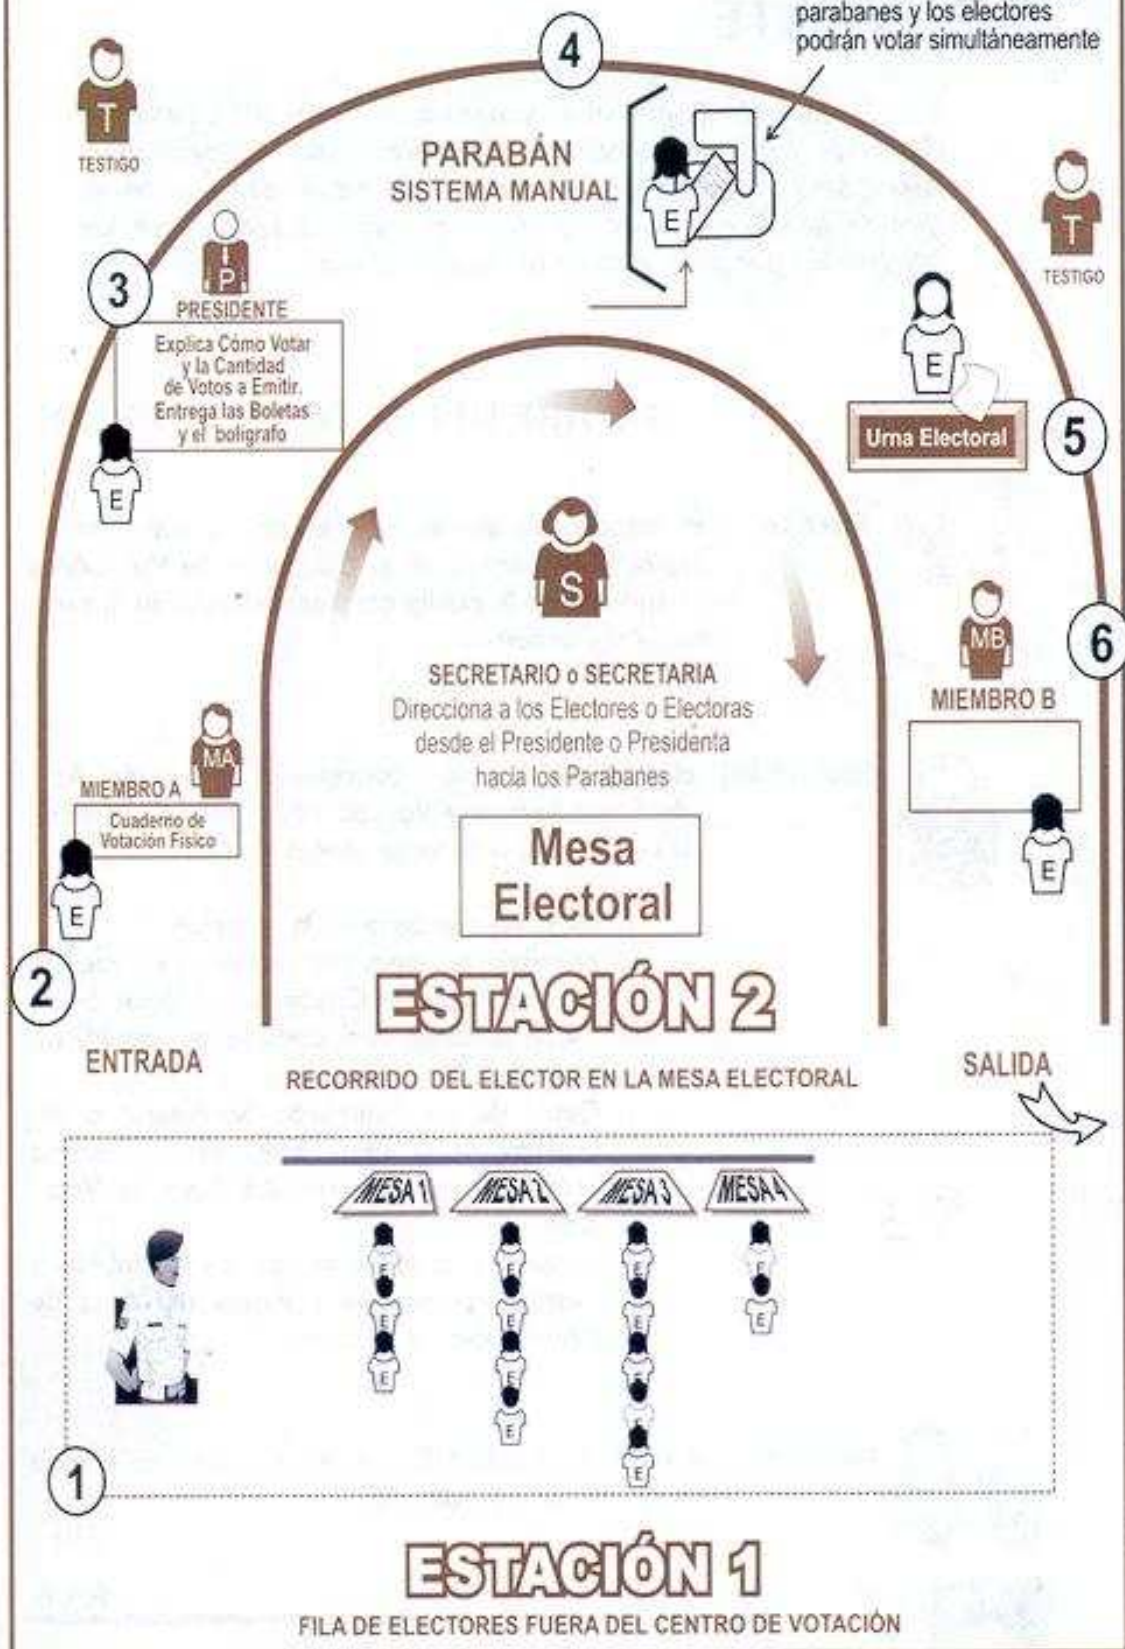 parabanes y los electores
podrán votar simultáneamente
4
T
TESTIGO
PARABÁN
SISTEMA MANUAL
E
T
TESTIGO
3
P
PRESIDENTE
Explica Cómo Votar
y la Cantidad
de Votos a Emitir.
Entrega las Boletas
y el boligrafo
E
E
Urna Electoral
5
S
SECRETARIO o SECRETARIA
Direcciona a los Electores o Electoras
desde el Presidente o Presidenta
hacia los Parabanes
MB
6
MIEMBRO B
E
MA
MIEMBRO A
Cuaderno de
Votación Fisico
E
Mesa
Electoral
2
ESTACIÓN 2
ENTRADA
SALIDA
RECORRIDO DEL ELECTOR EN LA MESA ELECTORAL
MESA 1 MESA 2 MESA 3 MESA 4
E E E E
E E E E
E E E
E
E
1
ESTACIÓN 1
FILA DE ELECTORES FUERA DEL CENTRO DE VOTACIÓN